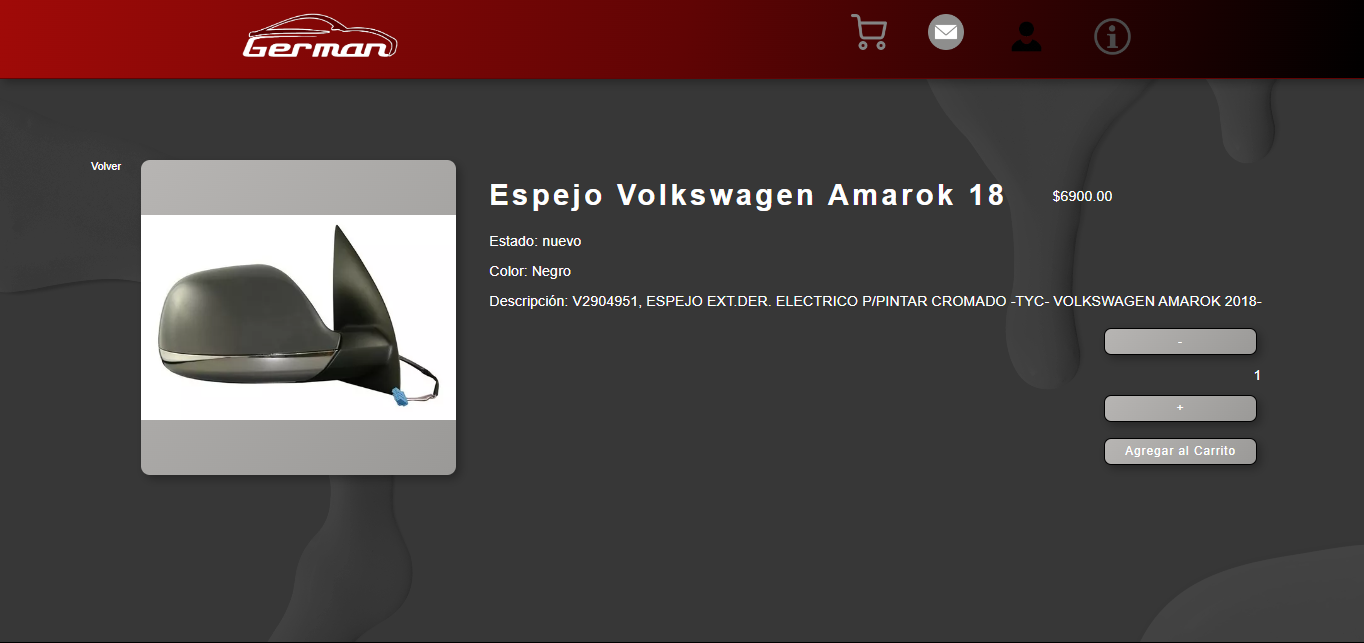 German
Volver
Espejo Volkswagen Amarok 18
$6900.00
Estado: nuevo
Color: Negro
Descripción: V2904951, ESPEJO EXT.DER. ELECTRICO P/PINTAR CROMADO -TYC- VOLKSWAGEN AMAROK 2018-
-
1
+
Agregar al Carrito